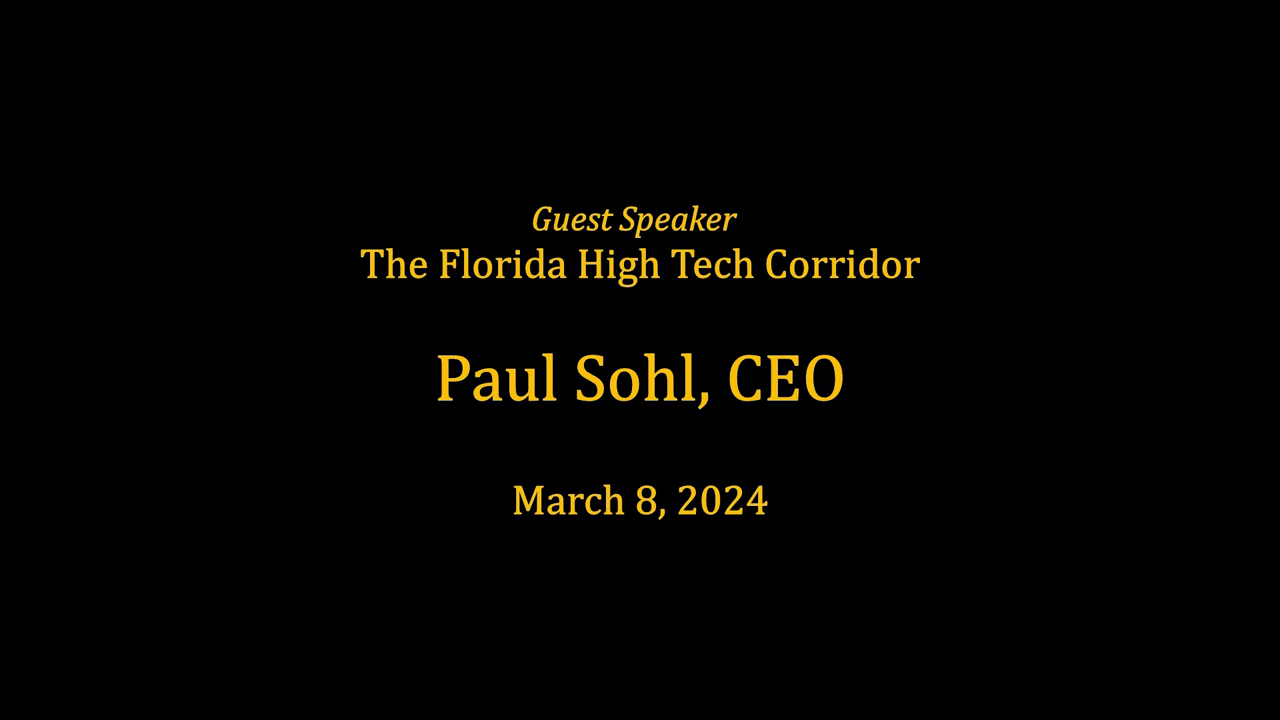 Guest Speaker
The Florida High Tech Corridor
Paul Sohl, CEO
March 8, 2024